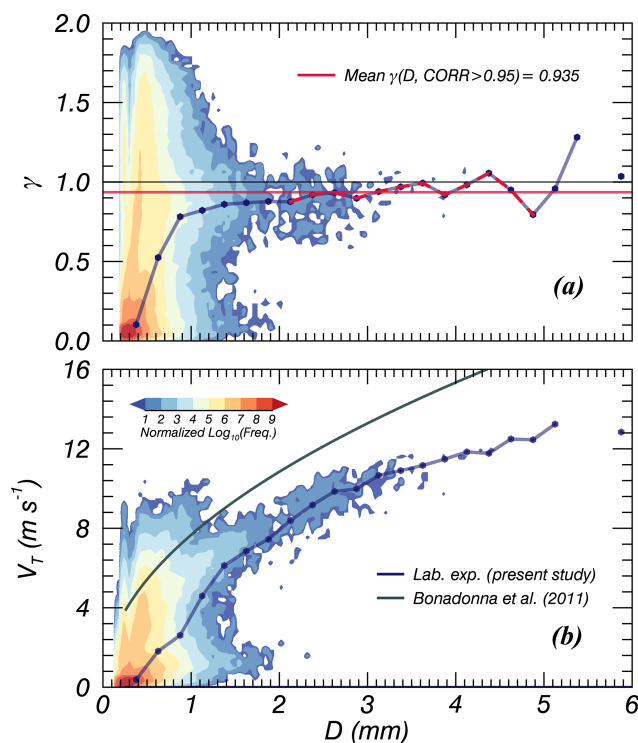 2.0
1.5
1.0
0.5
0.0
γ
Mean γ(D, CORR>0.95) = 0.935
(a)
16
12
8
4
0
V_T (m s⁻¹)
1 2 3 4 5 6 7 8 9
Normalized Log₁₀(Freq.)
Lab. exp. (present study)
Bonadonna et al. (2011)
(b)
0 1 2 3 4 5 6
D (mm)